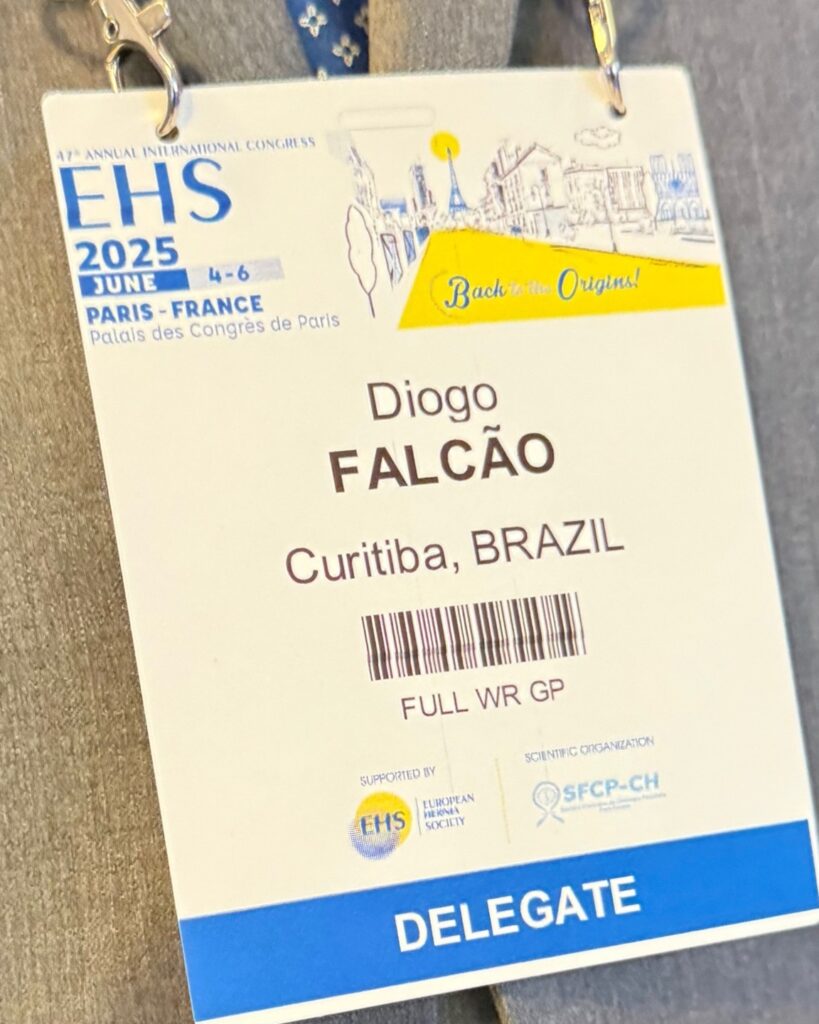 47th ANNUAL INTERNATIONAL CONGRESS
EHS
2025
JUNE 4-6
PARIS - FRANCE
Palais des Congrès de Paris
Back to the Origins!
Diogo
FALCÃO
Curitiba, BRAZIL
FULL WR GP
SUPPORTED BY
EHS
EUROPEAN
HERNIA
SOCIETY
SCIENTIFIC ORGANIZATION
SFCP-CH
DELEGATE